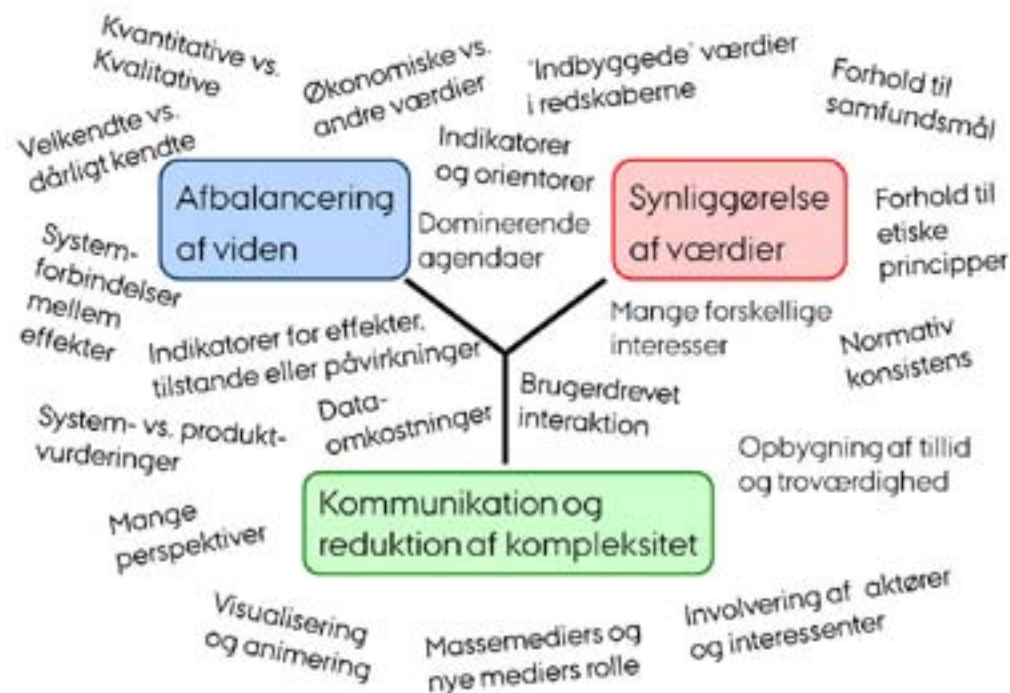 Kvantitative vs.
Kvalitative
Økonomiske vs.
andre værdier
'Indbyggede' værdier
i redskaberne
Forhold til
samfundsmål
Velkendte vs.
dårligt kendte
Indikatorer
og orientorer
Afbalancering
af viden
Synliggørelse
af værdier
Dominerende
agendaer
Forhold til
etiske
principper
System-
forbindelser
mellem
effekter
Indikatorer for effekter,
tilstande eller påvirkninger
Mange forskellige
interesser
Normativ
konsistens
System- vs. produkt-
vurderinger
Data-
omkostninger
Brugerdrevet
interaktion
Opbygning af tillid
og troværdighed
Kommunikation og
reduktion af kompleksitet
Mange
perspektiver
Visualisering
og animering
Massemediers og
nye mediers rolle
Involvering af aktører
og interessenter